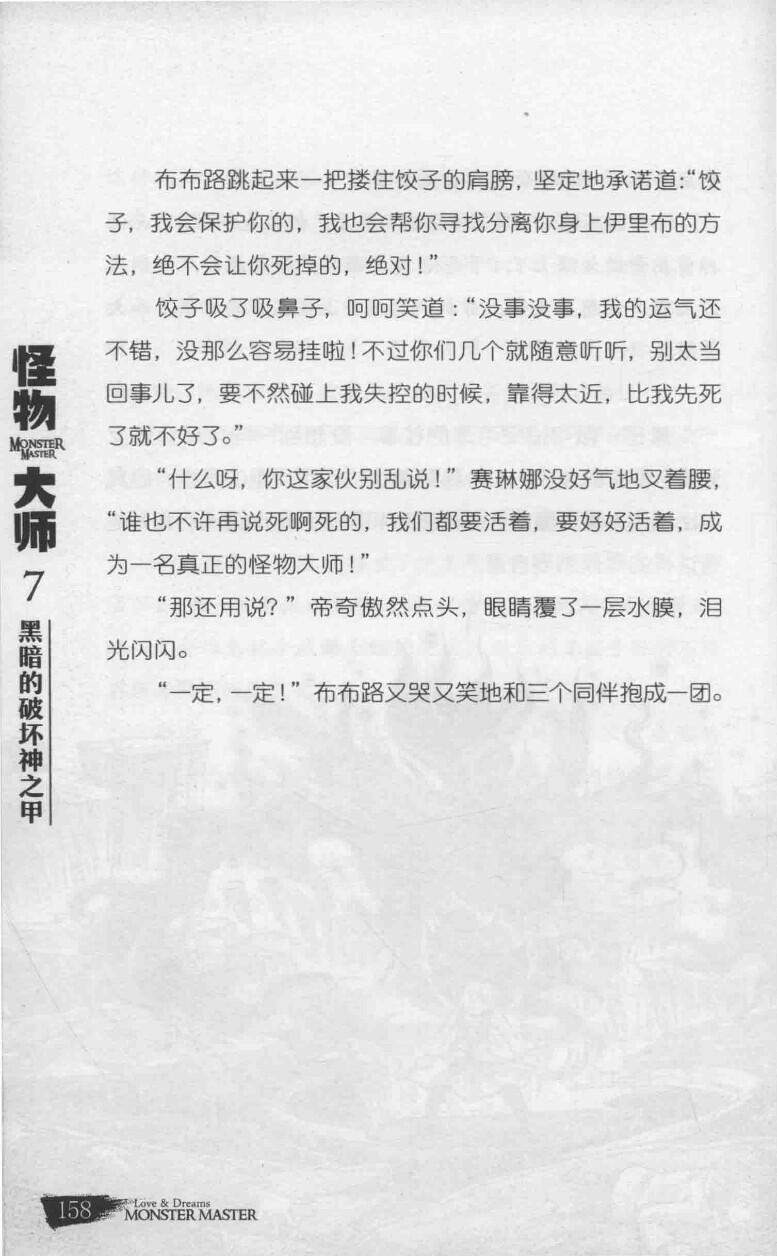 布布路跳起来一把搂住饺子的肩膀，坚定地承诺道：“饺
子，我会保护你的，我也会帮你寻找分离你身上伊里布的方
法，绝不会让你死掉的，绝对！”
饺子吸了吸鼻子，呵呵笑道：“没事没事，我的运气还
不错，没那么容易挂啦！不过你们几个就随意听听，别太当
回事儿了，要不然碰上我失控的时候，靠得太近，比我先死
了就不好了。”
“什么呀，你这家伙别乱说！”赛琳娜没好气地叉着腰，
“谁也不许再说死啊死的，我们都要活着，要好好活着，成
为一名真正的怪物大师！”
“那还用说？”帝奇傲然点头，眼睛覆了一层水膜，泪
光闪闪。
“一定，一定！”布布路又哭又笑地和三个同伴抱成一团。
怪物
MONSTER
MASTER
大师
7
黑暗的破坏神之甲
158
Love & Dreams
MONSTER MASTER